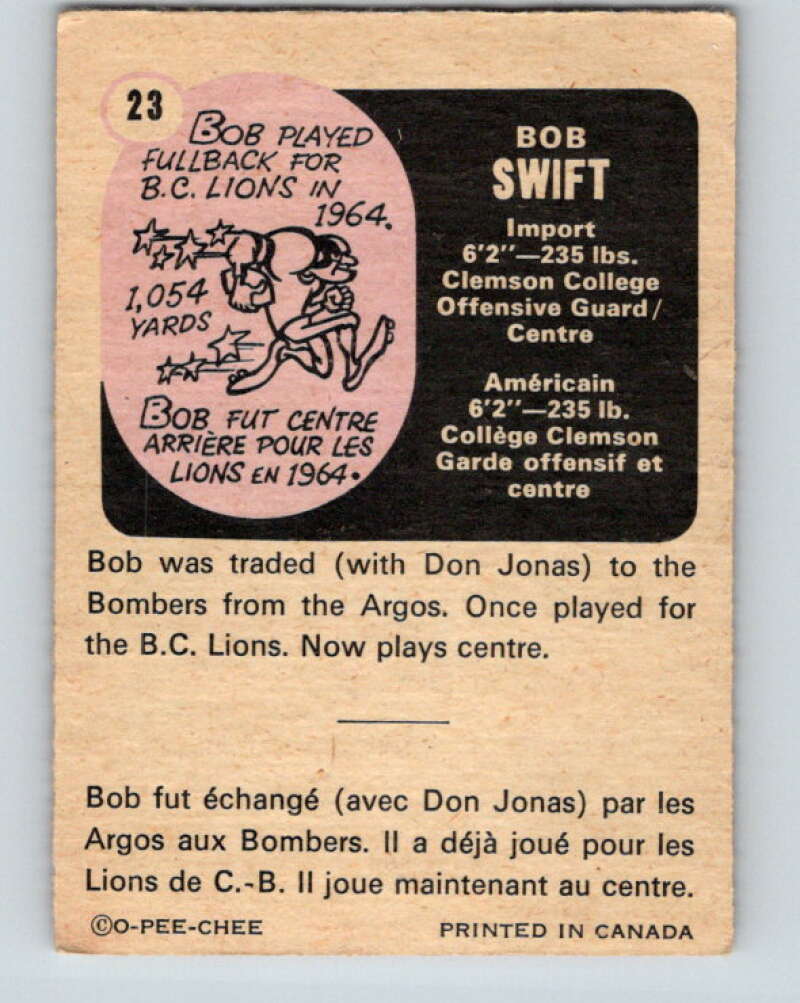 23
BOB PLAYED
FULLBACK FOR
B.C. LIONS IN
1964.
1,054
YARDS
BOB FUT CENTRE
ARRIÈRE POUR LES
LIONS EN 1964.
BOB
SWIFT
Import
6'2"—235 lbs.
Clemson College
Offensive Guard/
Centre
Américain
6'2"—235 lb.
Collège Clemson
Garde offensif et
centre
Bob was traded (with Don Jonas) to the
Bombers from the Argos. Once played for
the B.C. Lions. Now plays centre.
Bob fut échangé (avec Don Jonas) par les
Argos aux Bombers. Il a déjà joué pour les
Lions de C.-B. Il joue maintenant au centre.
©O-PEE-CHEE
PRINTED IN CANADA